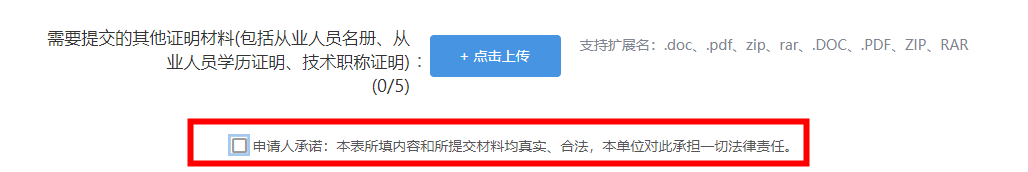 需要提交的其他证明材料(包括从业人员名册、从
业人员学历证明、技术职称证明)：
(0/5)
+ 点击上传
支持扩展名：.doc、.pdf、zip、rar、.DOC、.PDF、ZIP、RAR
申请人承诺：本表所填内容和所提交材料均真实、合法，本单位对此承担一切法律责任。